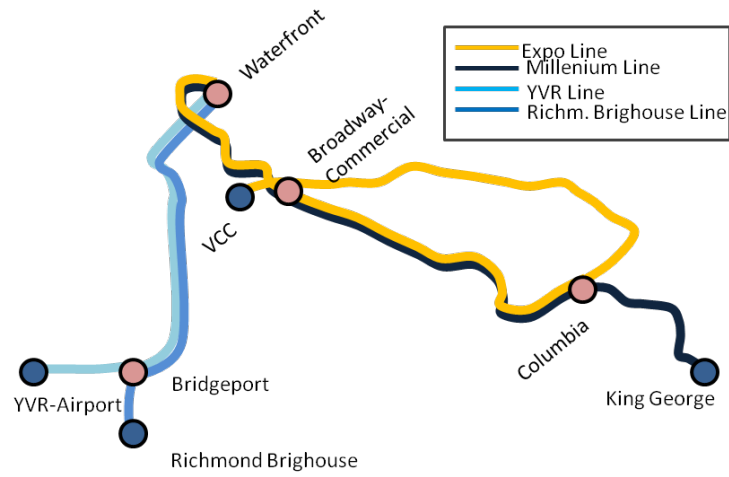 Waterfront
Expo Line
Millenium Line
YVR Line
Richm. Brighouse Line
Broadway-
Commercial
VCC
Columbia
King George
Bridgeport
YVR-Airport
Richmond Brighouse